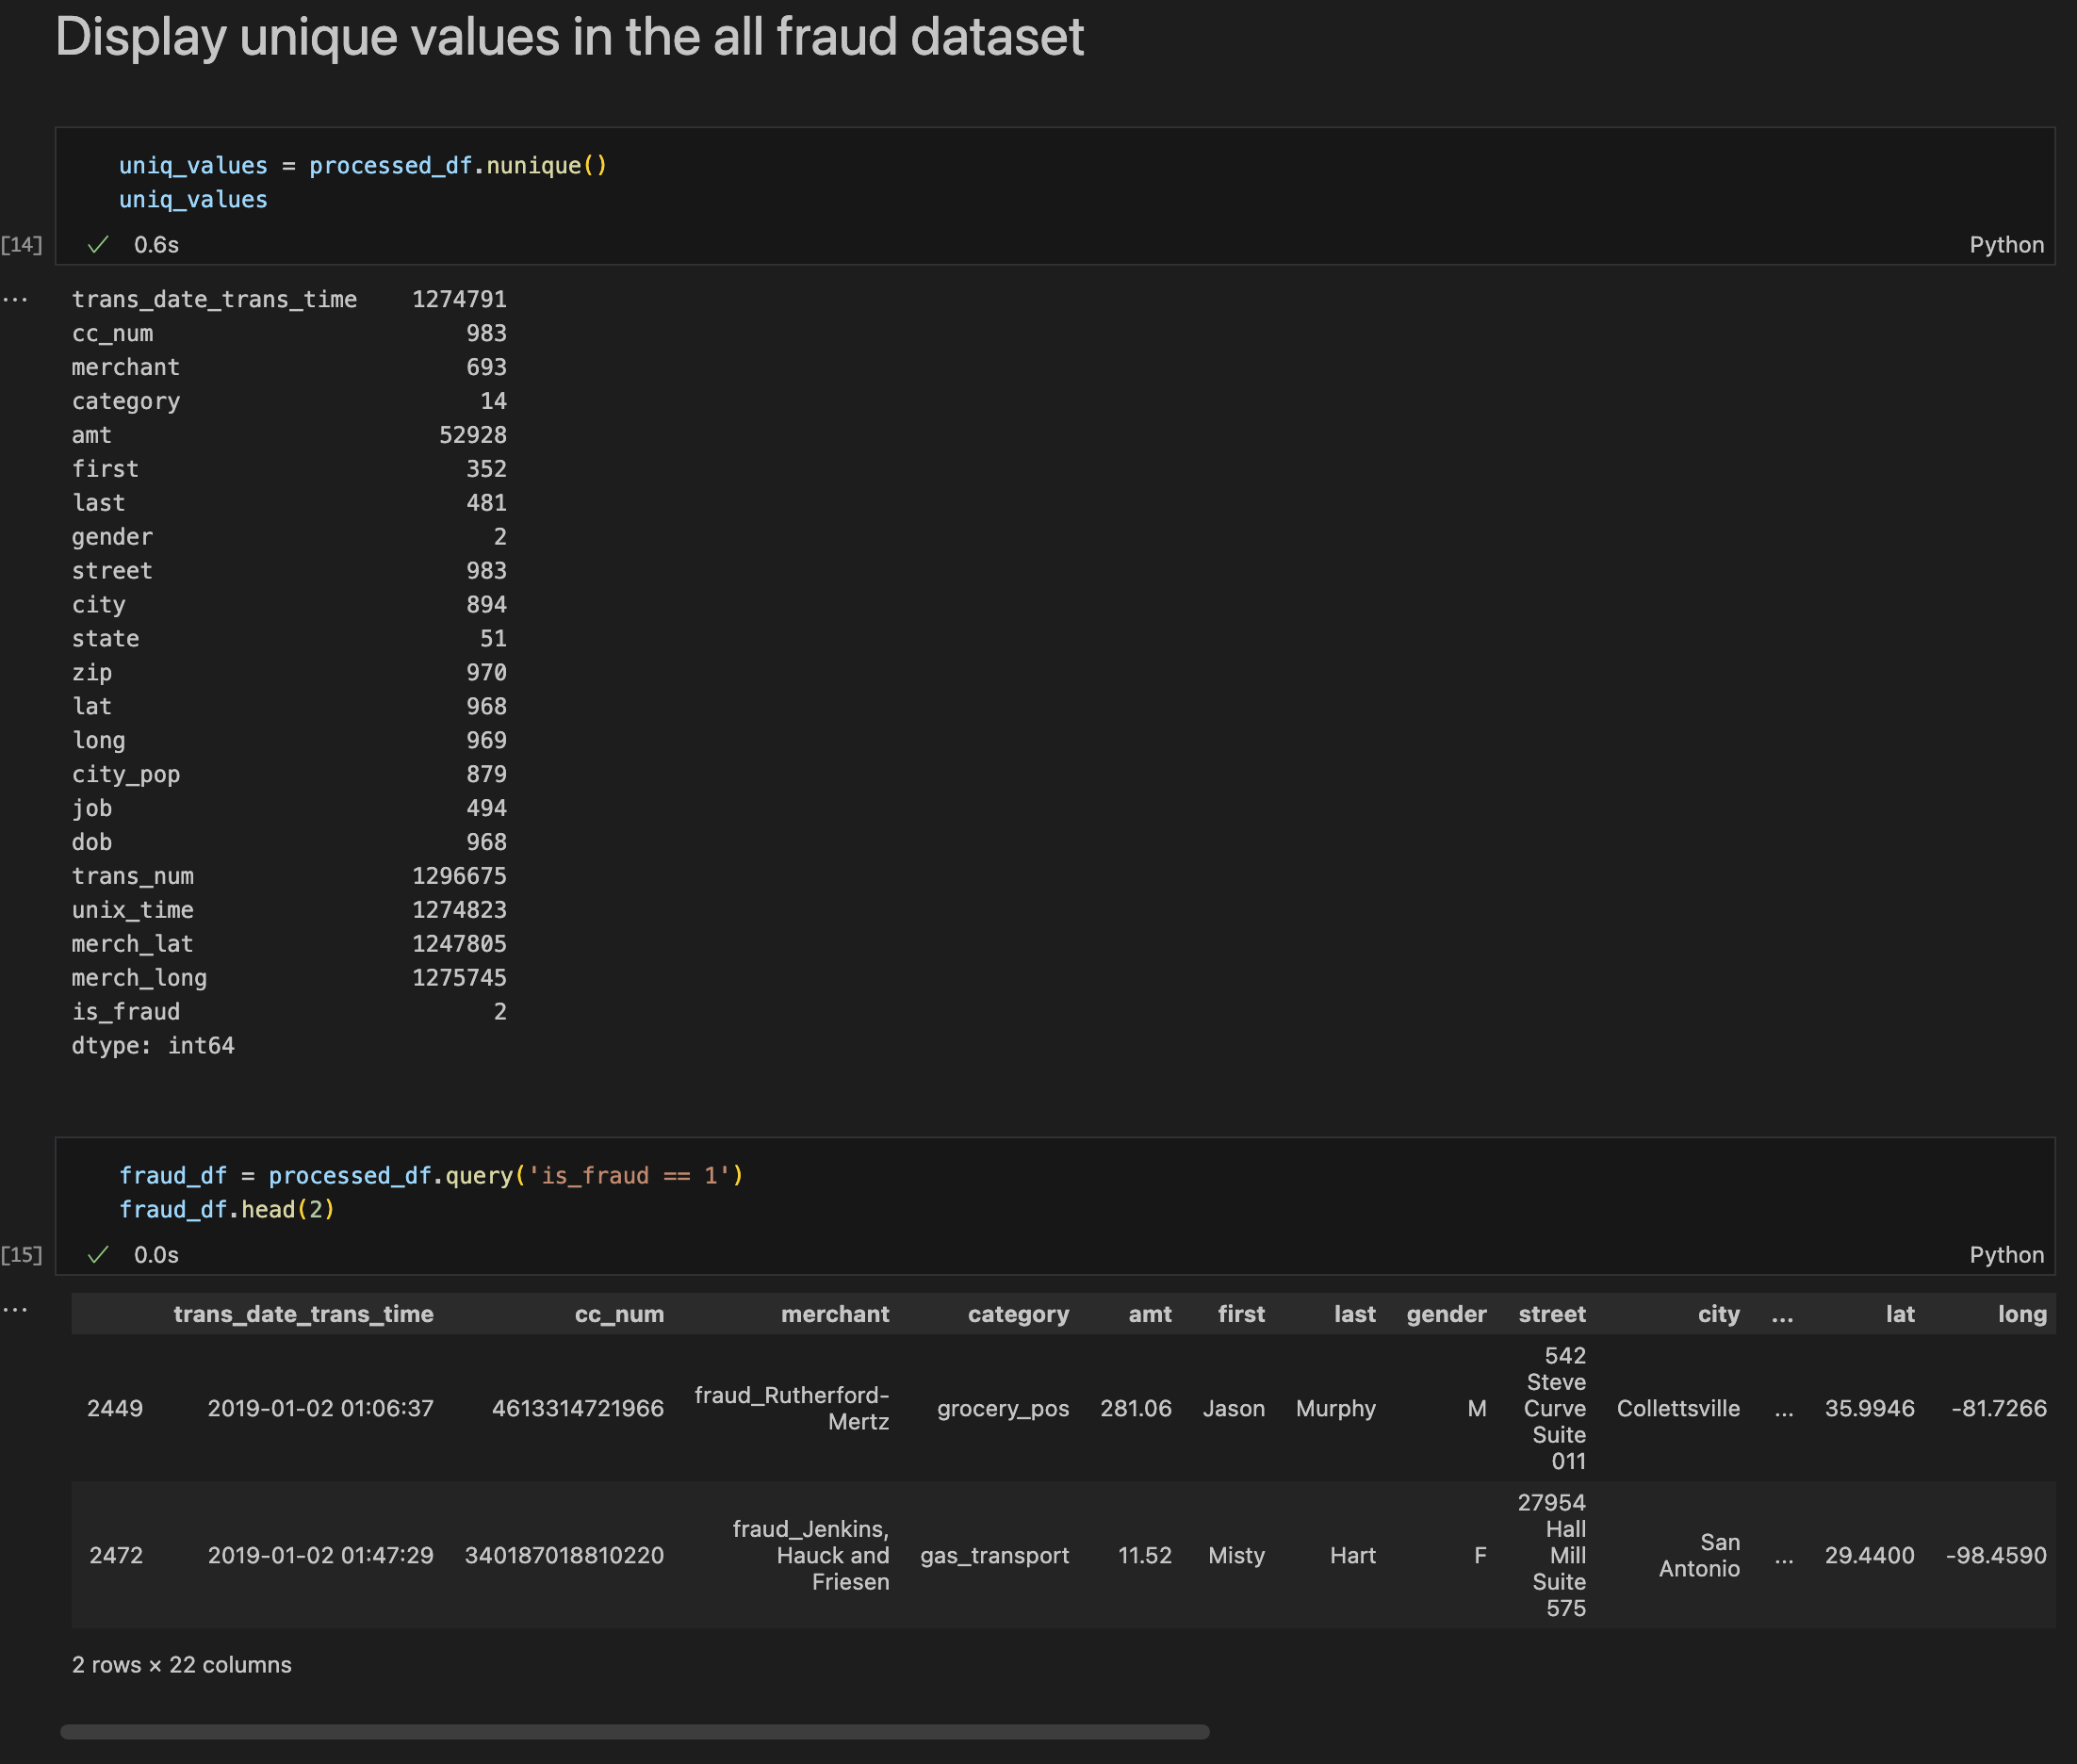 Display unique values in the all fraud dataset
uniq_values = processed_df.nunique()
uniq_values
[14]
0.6s
Python
...
trans_date_trans_time 1274791
cc_num 983
merchant 693
category 14
amt 52928
first 352
last 481
gender 2
street 983
city 894
state 51
zip 970
lat 968
long 969
city_pop 879
job 494
dob 968
trans_num 1296675
unix_time 1274823
merch_lat 1247805
merch_long 1275745
is_fraud 2
dtype: int64
fraud_df = processed_df.query('is_fraud == 1')
fraud_df.head(2)
[15]
0.0s
Python
...
trans_date_trans_time cc_num merchant category amt first last gender street city ... lat long
2449 2019-01-02 01:06:37 4613314721966 fraud_Rutherford-
Mertz grocery_pos 281.06 Jason Murphy M 542
Steve
Curve
Suite
011 Collettsville ... 35.9946 -81.7266
2472 2019-01-02 01:47:29 340187018810220 fraud_Jenkins,
Hauck and
Friesen gas_transport 11.52 Misty Hart F 27954
Hall
Mill
Suite
575 San
Antonio ... 29.4400 -98.4590
2 rows × 22 columns